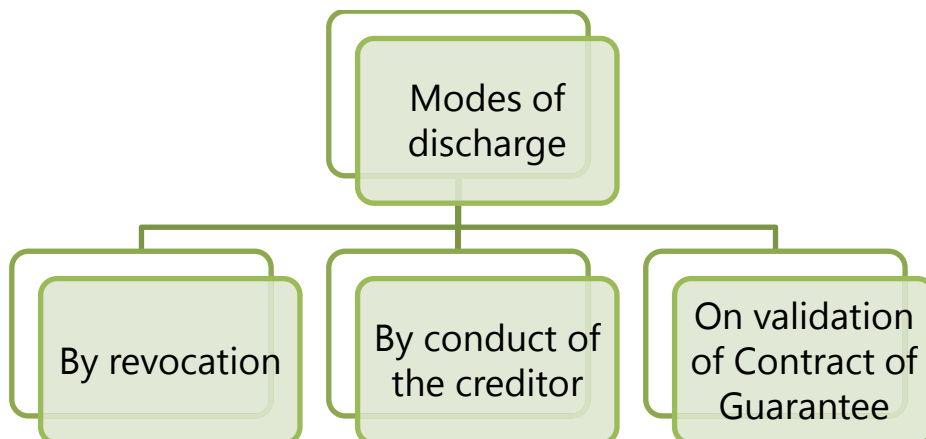 Modes of
discharge
By revocation
By conduct of
the creditor
On validation
of Contract of
Guarantee